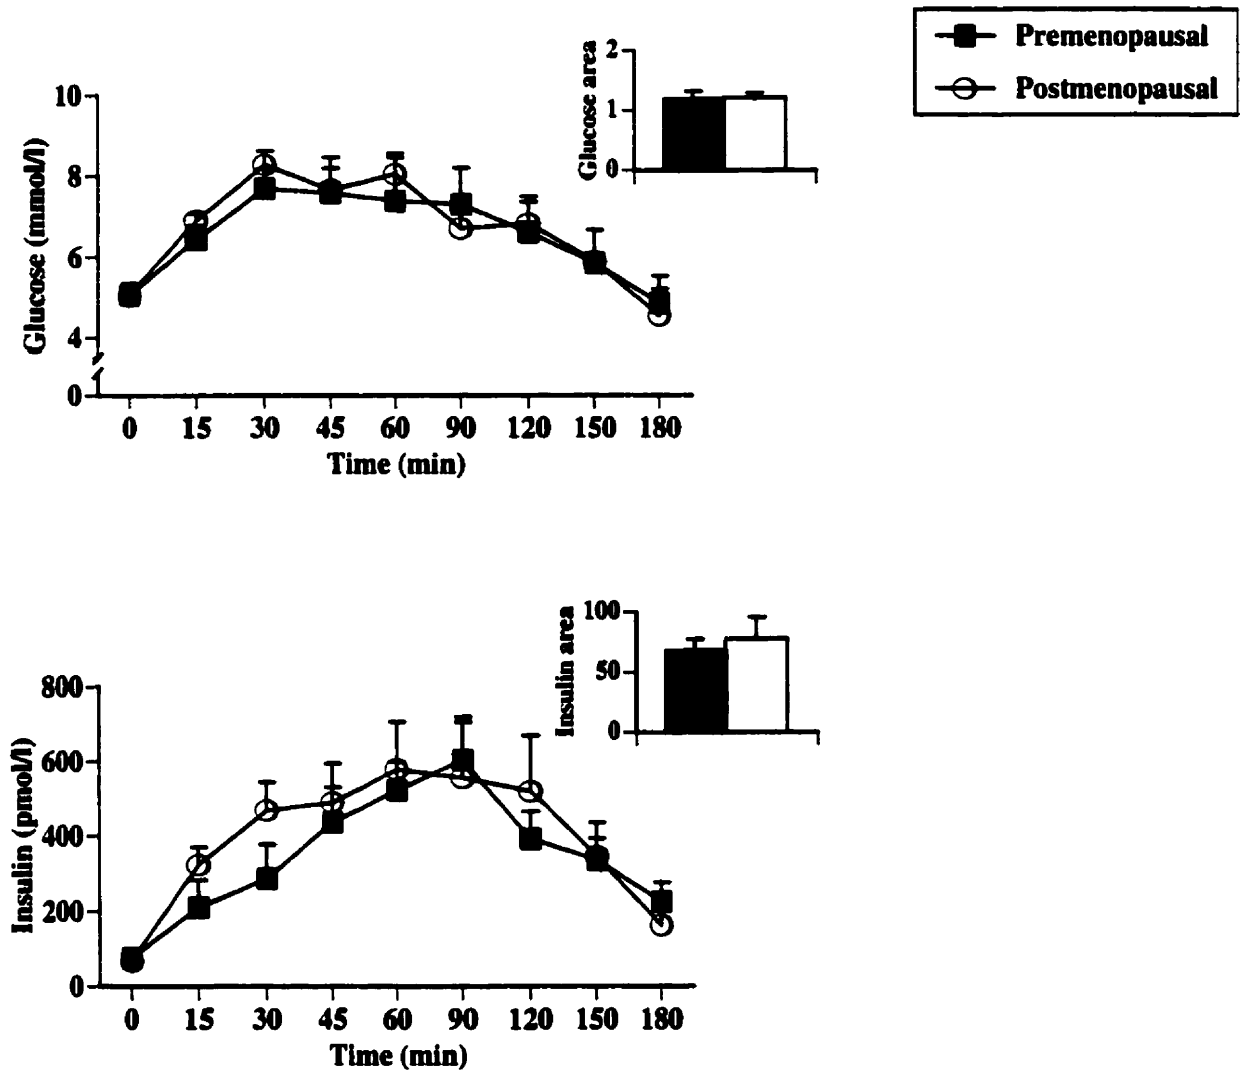 Premenopausal
Postmenopausal
Glucose area
2
1
0
Glucose (mmol/l)
10
8
6
4
0
0 15 30 45 60 90 120 150 180
Time (min)
Insulin area
100
50
0
Insulin (pmol/l)
800
600
400
200
0
0 15 30 45 60 90 120 150 180
Time (min)